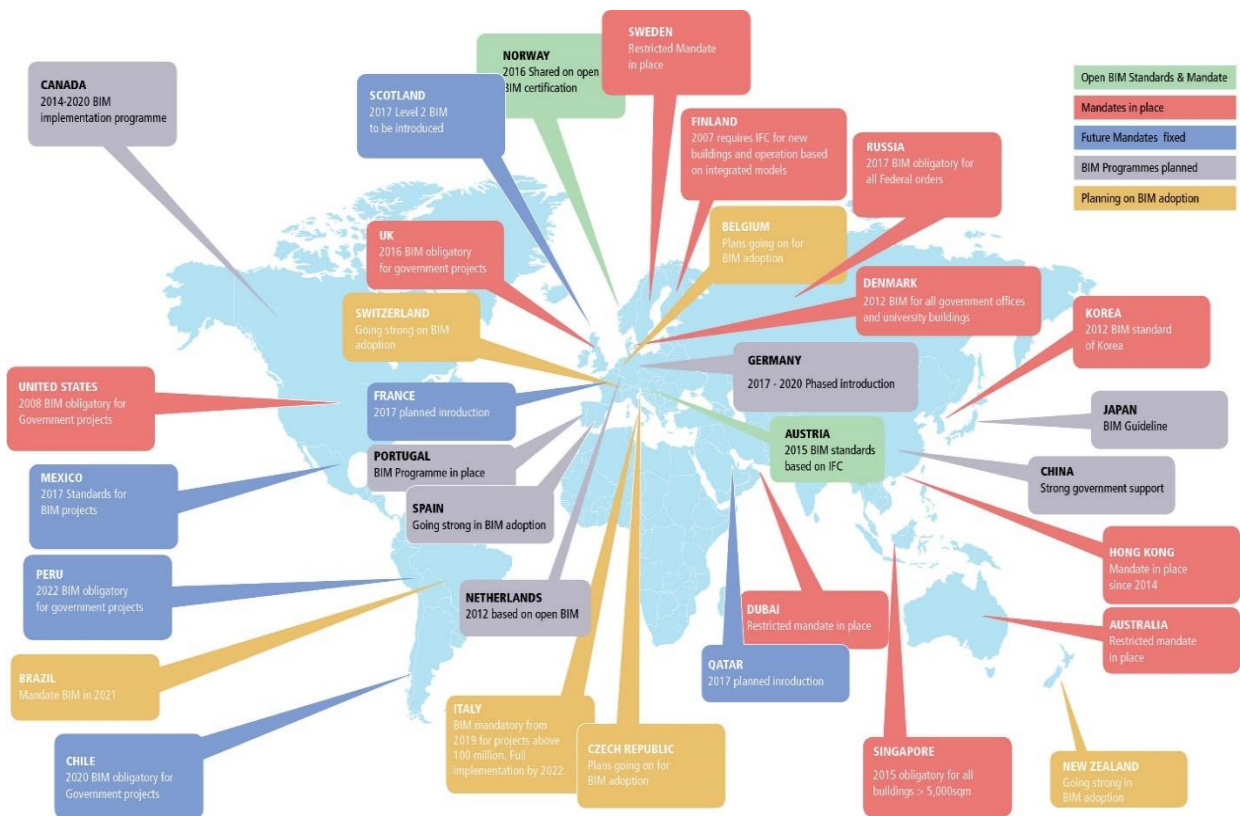 CANADA
2014-2020 BIM
implementation programme
SCOTLAND
2017 Level 2 BIM
to be introduced
NORWAY
2016 Shared on open
BIM certification
SWEDEN
Restricted Mandate
in place
FINLAND
2007 requires IFC for new
buildings and operation based
on integrated models
RUSSIA
2017 BIM obligatory for
all Federal orders
Open BIM Standards & Mandate
Mandates in place
Future Mandates fixed
BIM Programmes planned
Planning on BIM adoption
UK
2016 BIM obligatory
for government projects
BELGIUM
Plans going on for
BIM adoption
SWITZERLAND
Going strong on BIM
adoption
DENMARK
2012 BIM for all government offices
and university buildings
KOREA
2012 BIM standard
of Korea
UNITED STATES
2008 BIM obligatory for
Government projects
FRANCE
2017 planned inroduction
GERMANY
2017 - 2020 Phased introduction
JAPAN
BIM Guideline
PORTUGAL
BIM Programme in place
AUSTRIA
2015 BIM standards
based on IFC
CHINA
Strong government support
MEXICO
2017 Standards for
BIM projects
SPAIN
Going strong in BIM adoption
HONG KONG
Mandate in place
since 2014
PERU
2022 BIM obligatory
for government projects
NETHERLANDS
2012 based on open BIM
DUBAI
Restricted mandate in place
AUSTRALIA
Restricted mandate
in place
BRAZIL
Mandate BIM in 2021
QATAR
2017 planned inroduction
ITALY
BIM mandatory from
2019 for projects above
100 million. Full
implementation by 2022
CZECH REPUBLIC
Plans going on for
BIM adoption
CHILE
2020 BIM obligatory for
Government projects
SINGAPORE
2015 obligatory for all
buildings > 5,000sqm
NEW ZEALAND
Going strong in
BIM adoption